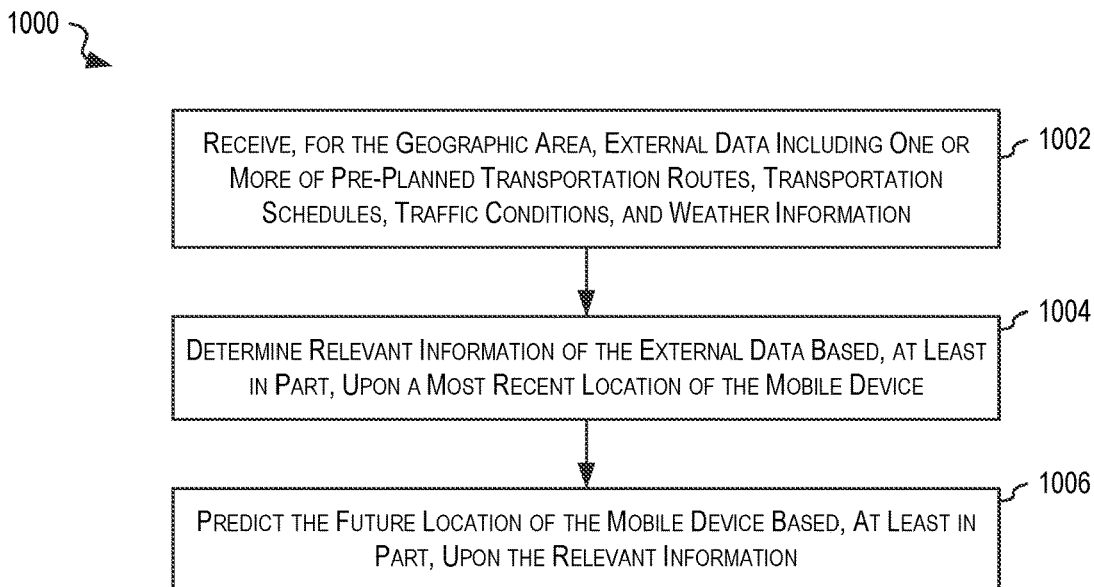 1000
RECEIVE, FOR THE GEOGRAPHIC AREA, EXTERNAL DATA INCLUDING ONE OR
MORE OF PRE-PLANNED TRANSPORTATION ROUTES, TRANSPORTATION
SCHEDULES, TRAFFIC CONDITIONS, AND WEATHER INFORMATION
1002
DETERMINE RELEVANT INFORMATION OF THE EXTERNAL DATA BASED, AT LEAST
IN PART, UPON A MOST RECENT LOCATION OF THE MOBILE DEVICE
1004
PREDICT THE FUTURE LOCATION OF THE MOBILE DEVICE BASED, AT LEAST IN
PART, UPON THE RELEVANT INFORMATION
1006